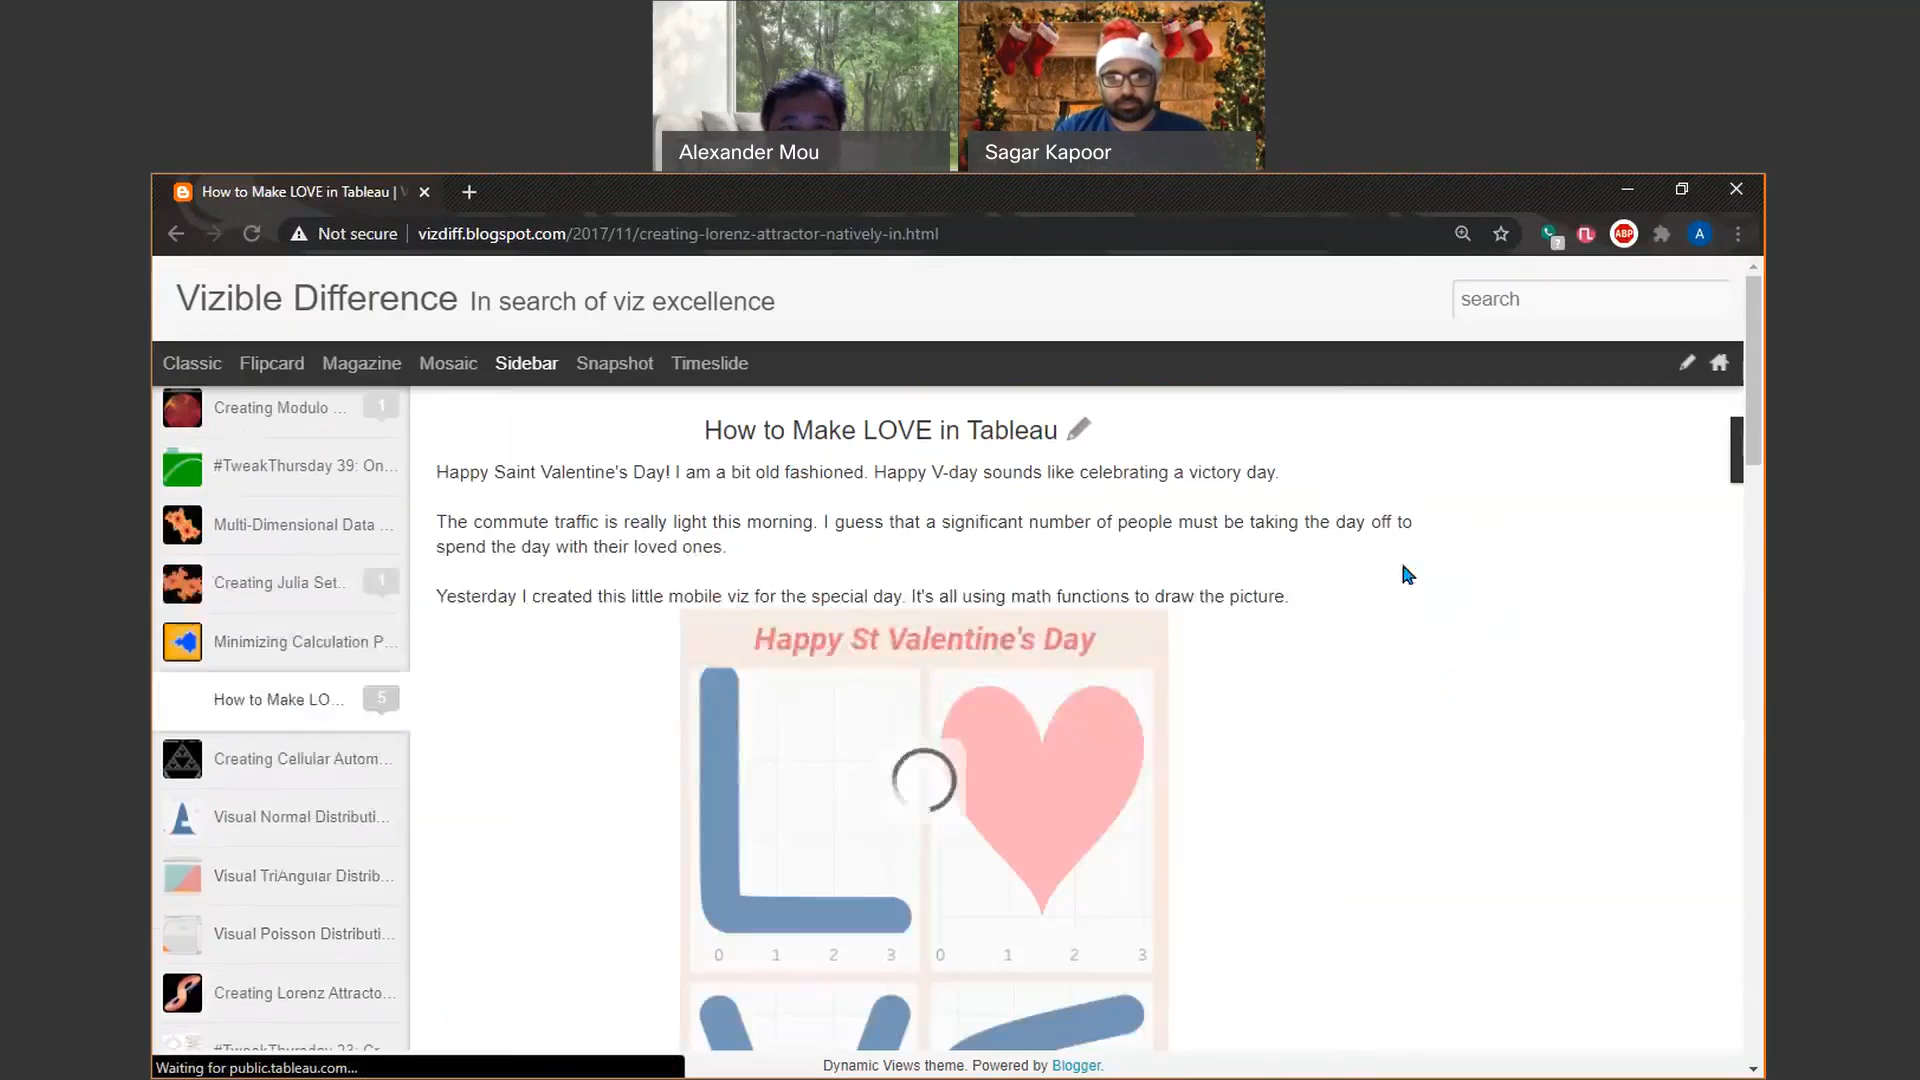 Alexander Mou
Sagar Kapoor
How to Make LOVE in Tableau | V
Not secure
vizdiff.blogspot.com/2017/11/creating-lorenz-attractor-natively-in.html
ABP
A
Vizible Difference In search of viz excellence
search
Classic Flipcard Magazine Mosaic Sidebar Snapshot Timeslide
Creating Modulo ... 1
#TweakThursday 39: On...
Multi-Dimensional Data ...
Creating Julia Set.. 1
Minimizing Calculation P...
How to Make LO... 5
Creating Cellular Autom...
Visual Normal Distributi...
Visual TriAngular Distrib...
Visual Poisson Distributi...
Creating Lorenz Attracto...
#TweakThursday 23: Cr
How to Make LOVE in Tableau
Happy Saint Valentine's Day! I am a bit old fashioned. Happy V-day sounds like celebrating a victory day.
The commute traffic is really light this morning. I guess that a significant number of people must be taking the day off to
spend the day with their loved ones.
Yesterday I created this little mobile viz for the special day. It's all using math functions to draw the picture.
Happy St Valentine's Day
0 1 2 3 0 1 2 3
Waiting for public.tableau.com...
Dynamic Views theme. Powered by Blogger.